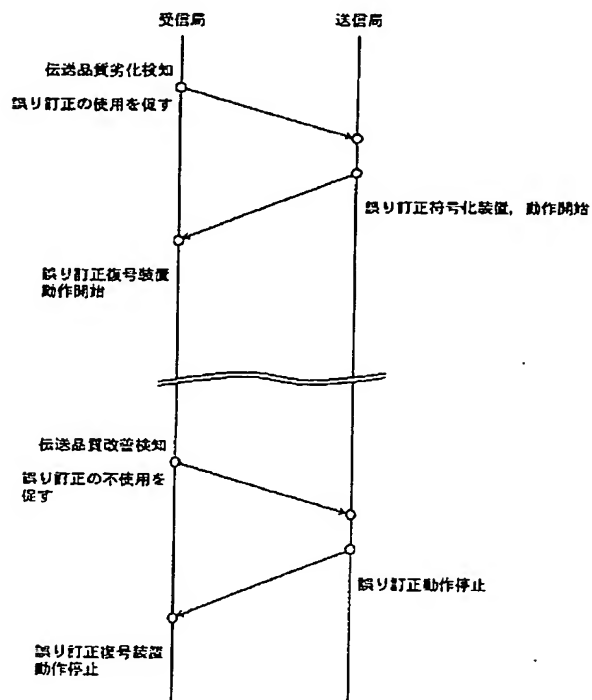 受信局
送信局
伝送品質劣化検知
誤り訂正の使用を促す
誤り訂正符号化装置，動作開始
誤り訂正復号装置
動作開始
伝送品質改善検知
誤り訂正の不使用を
促す
誤り訂正動作停止
誤り訂正復号装置
動作停止